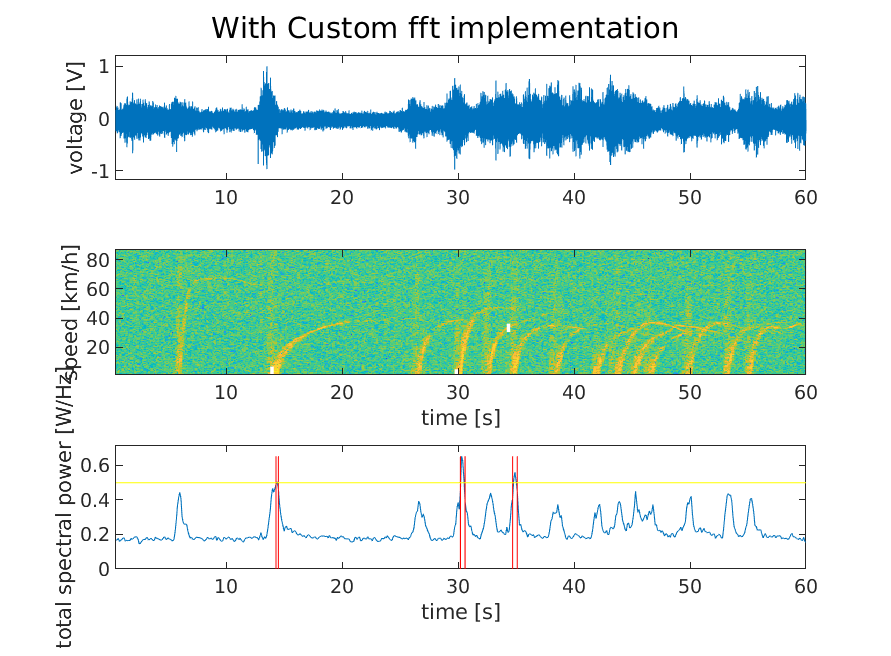 With Custom fft implementation
voltage [V]
1
0
-1
10 20 30 40 50 60
speed [km/h]
80
60
40
20
10 20 30 40 50 60
time [s]
total spectral power [W/Hz]
0.6
0.4
0.2
0
10 20 30 40 50 60
time [s]